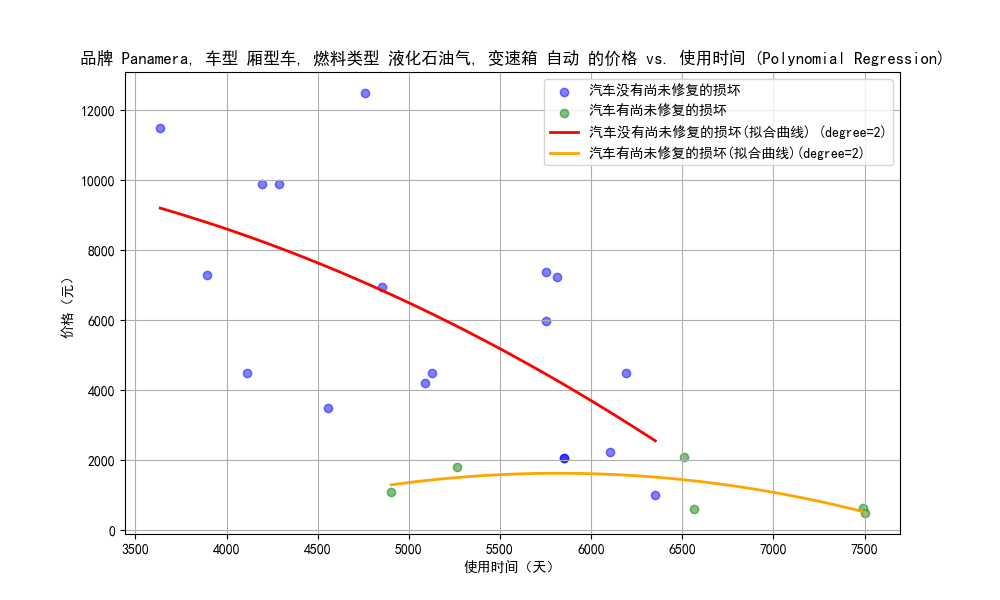 品牌 Panamera, 车型 厢型车, 燃料类型 液化石油气, 变速箱 自动 的价格 vs. 使用时间 (Polynomial Regression)
汽车没有尚未修复的损坏
汽车有尚未修复的损坏
汽车没有尚未修复的损坏(拟合曲线) (degree=2)
汽车有尚未修复的损坏(拟合曲线)(degree=2)
12000
10000
8000
6000
4000
2000
0
价格（元）
3500 4000 4500 5000 5500 6000 6500 7000 7500
使用时间（天）